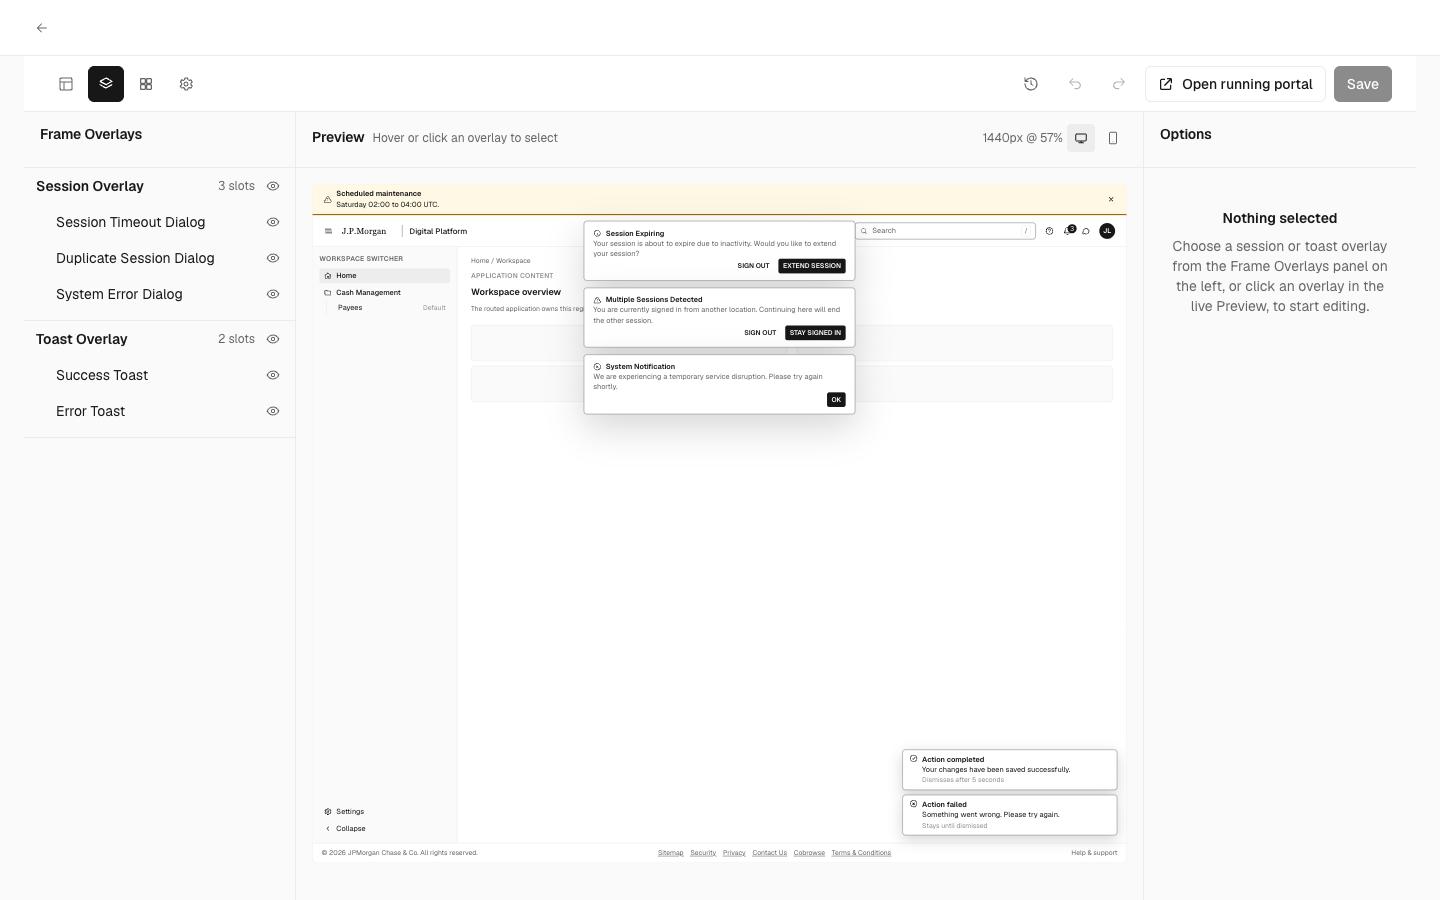 Open running portal
Save
Frame Overlays
Preview
Hover or click an overlay to select
1440px @ 57%
Options
Session Overlay
3 slots
Session Timeout Dialog
Duplicate Session Dialog
System Error Dialog
Toast Overlay
2 slots
Success Toast
Error Toast
Scheduled maintenance
Saturday 02:00 to 04:00 UTC.
J.P.Morgan
Digital Platform
Search
/
3
JL
WORKSPACE SWITCHER
Home
Cash Management
Payees
Default
Home / Workspace
APPLICATION CONTENT
Workspace overview
The routed application owns this reg
Session Expiring
Your session is about to expire due to inactivity. Would you like to extend
your session?
SIGN OUT
EXTEND SESSION
Multiple Sessions Detected
You are currently signed in from another location. Continuing here will end
the other session.
SIGN OUT
STAY SIGNED IN
System Notification
We are experiencing a temporary service disruption. Please try again
shortly.
OK
Action completed
Your changes have been saved successfully.
Dismisses after 5 seconds
Action failed
Something went wrong. Please try again.
Stays until dismissed
Settings
Collapse
© 2026 JPMorgan Chase & Co. All rights reserved.
Sitemap
Security
Privacy
Contact Us
Cobrowse
Terms & Conditions
Help & support
Nothing selected
Choose a session or toast overlay
from the Frame Overlays panel on
the left, or click an overlay in the
live Preview, to start editing.